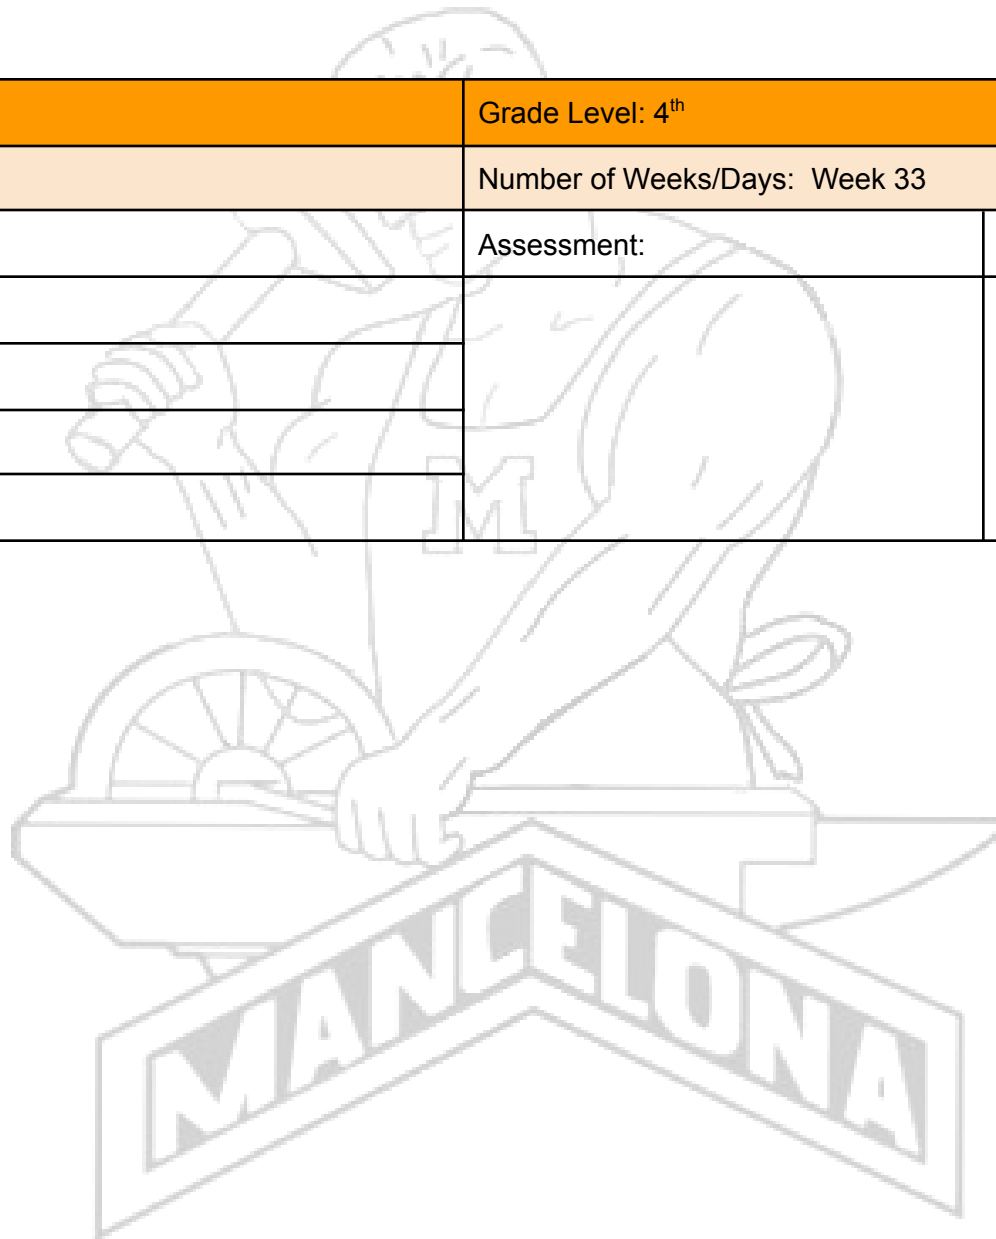 Grade Level: 4th
Number of Weeks/Days: Week 33
Assessment:
M
MANCELONA